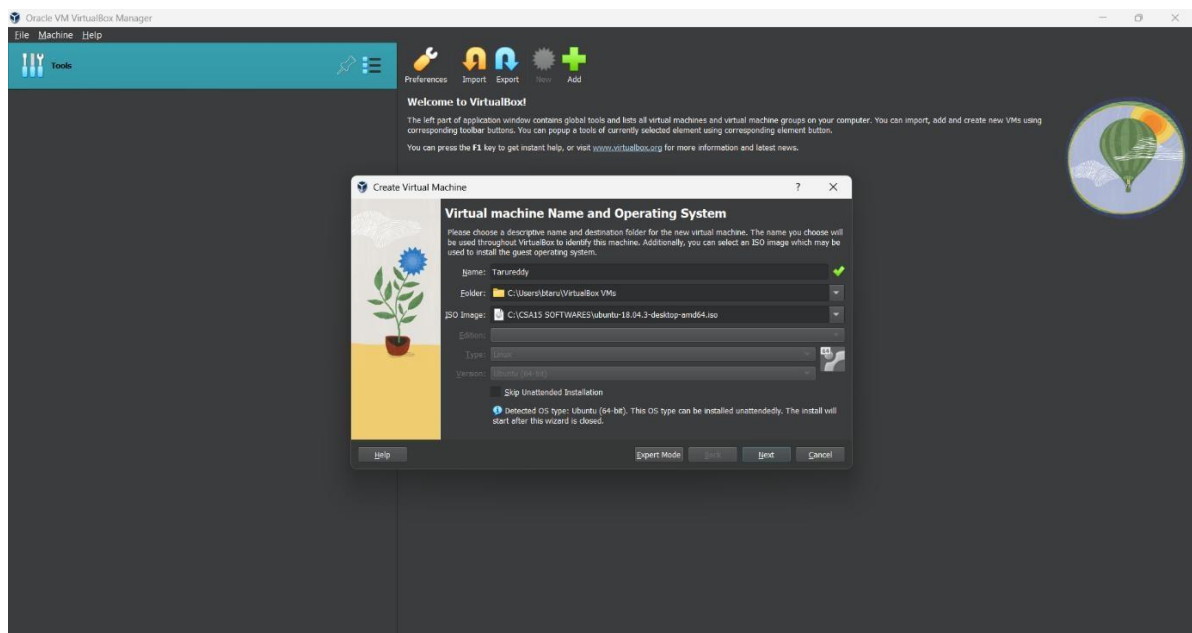 Oracle VM VirtualBox Manager
File Machine Help
Tools
Preferences Import Export New Add
Welcome to VirtualBox!
The left part of application window contains global tools and lists all virtual machines and virtual machine groups on your computer. You can import, add and create new VMs using
corresponding toolbar buttons. You can popup a tools of currently selected element using corresponding element button.
You can press the F1 key to get instant help, or visit www.virtualbox.org for more information and latest news.
Create Virtual Machine ?
Virtual machine Name and Operating System
Please choose a descriptive name and destination folder for the new virtual machine. The name you choose will
be used throughout VirtualBox to identify this machine. Additionally, you can select an ISO image which may be
used to install the guest operating system.
Name: Tarureddy
Folder: C:\Users\btaru\VirtualBox VMs
ISO Image: C:\CSA15 SOFTWARES\ubuntu-18.04.3-desktop-amd64.iso
Edition:
Type: Linux
64
Version: Ubuntu (64-bit)
Skip Unattended Installation
Detected OS type: Ubuntu (64-bit). This OS type can be installed unattendedly. The install will
start after this wizard is closed.
Help Expert Mode Back Next Cancel